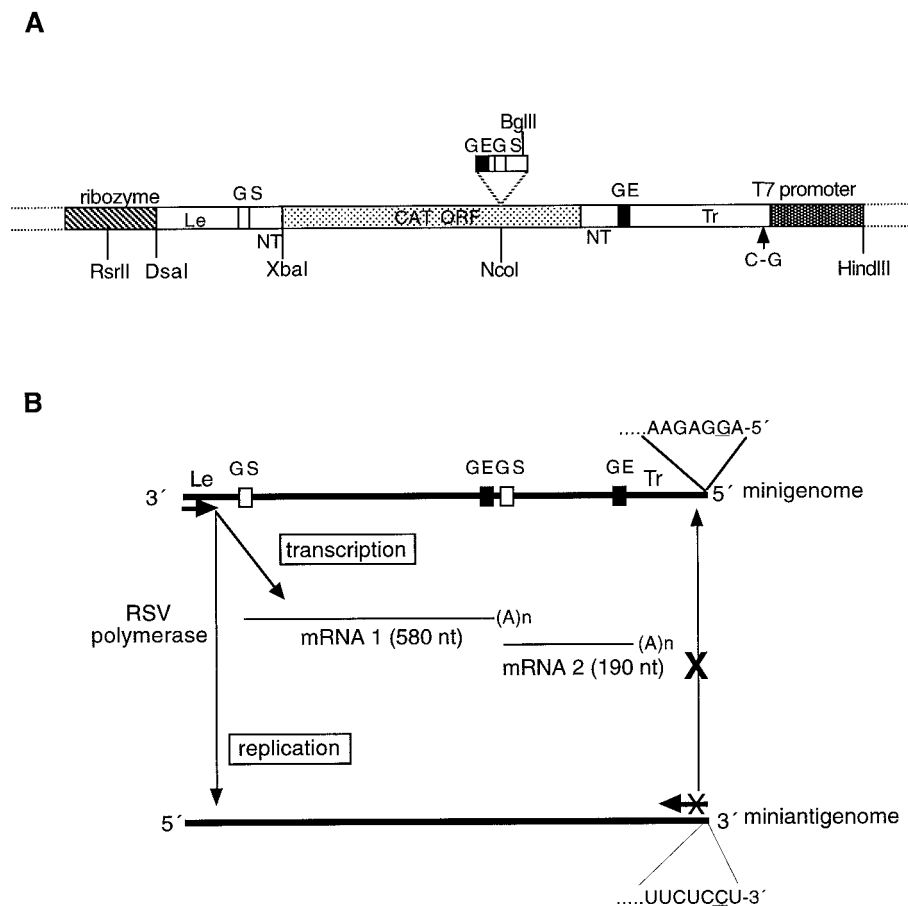 A
BglII
GEGS
ribozyme
GS
GE
T7 promoter
Le
CAT ORF
Tr
NT
NT
RsrII
DsaI
XbaI
NcoI
C-G
HindIII
B
.....AAGAGGA-5´
Le
GS
GEGS
GE
Tr
3´
5´ minigenome
transcription
RSV
polymerase
(A)n
mRNA 1 (580 nt)
(A)n
mRNA 2 (190 nt)
X
replication
X
5´
3´ miniantigenome
.....UUCUCCU-3´